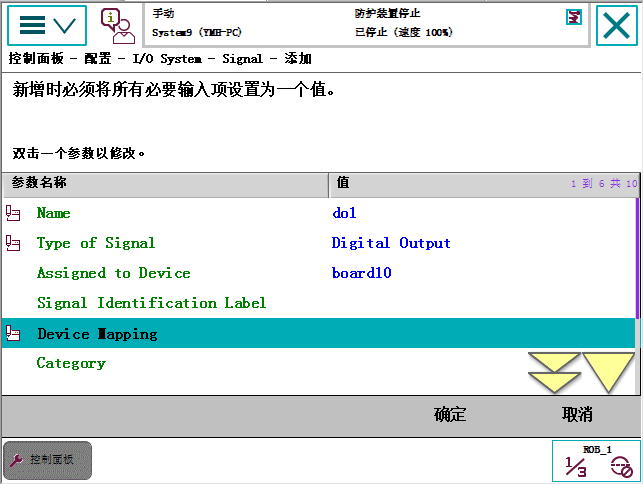 手动
防护装置停止
System9 (YMH-PC)
已停止 (速度 100%)
控制面板 - 配置 - I/O System - Signal - 添加
新增时必须将所有必要输入项设置为一个值。
双击一个参数以修改。
参数名称
值
1 到 6 共 10
Name
do1
Type of Signal
Digital Output
Assigned to Device
board10
Signal Identification Label
Device Mapping
Category
确定
取消
控制面板
ROB_1
1/3